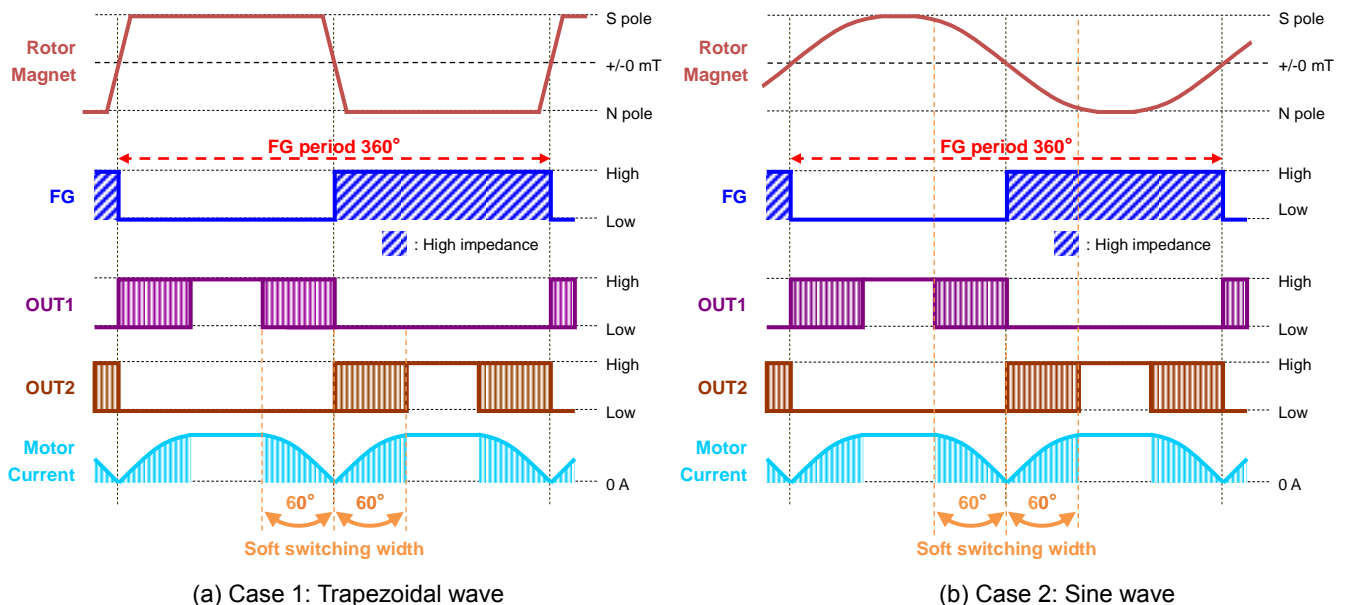 Rotor
Magnet
S pole
+/-0 mT
N pole
FG period 360°
FG
High
Low
: High impedance
OUT1
High
Low
OUT2
High
Low
Motor
Current
0 A
60° 60°
Soft switching width
(a) Case 1: Trapezoidal wave
Rotor
Magnet
S pole
+/-0 mT
N pole
FG period 360°
FG
High
Low
: High impedance
OUT1
High
Low
OUT2
High
Low
Motor
Current
0 A
60° 60°
Soft switching width
(b) Case 2: Sine wave